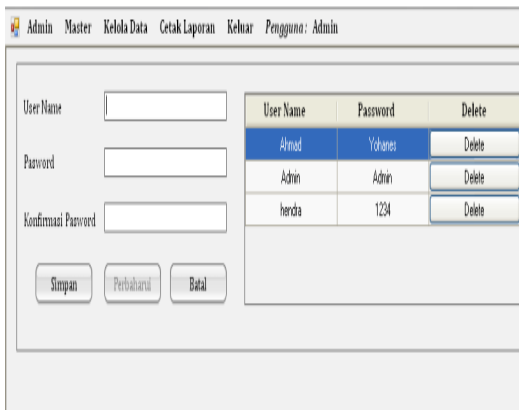 Admin Master Kelola Data Cetak Laporan Keluar Pengguna : Admin
User Name
Pasword
Konfirmasi Pasword
Simpan Perbaharui Batal
User Name Password Delete
Ahmad Yohanes Delete
Admin Admin Delete
hendra 1234 Delete